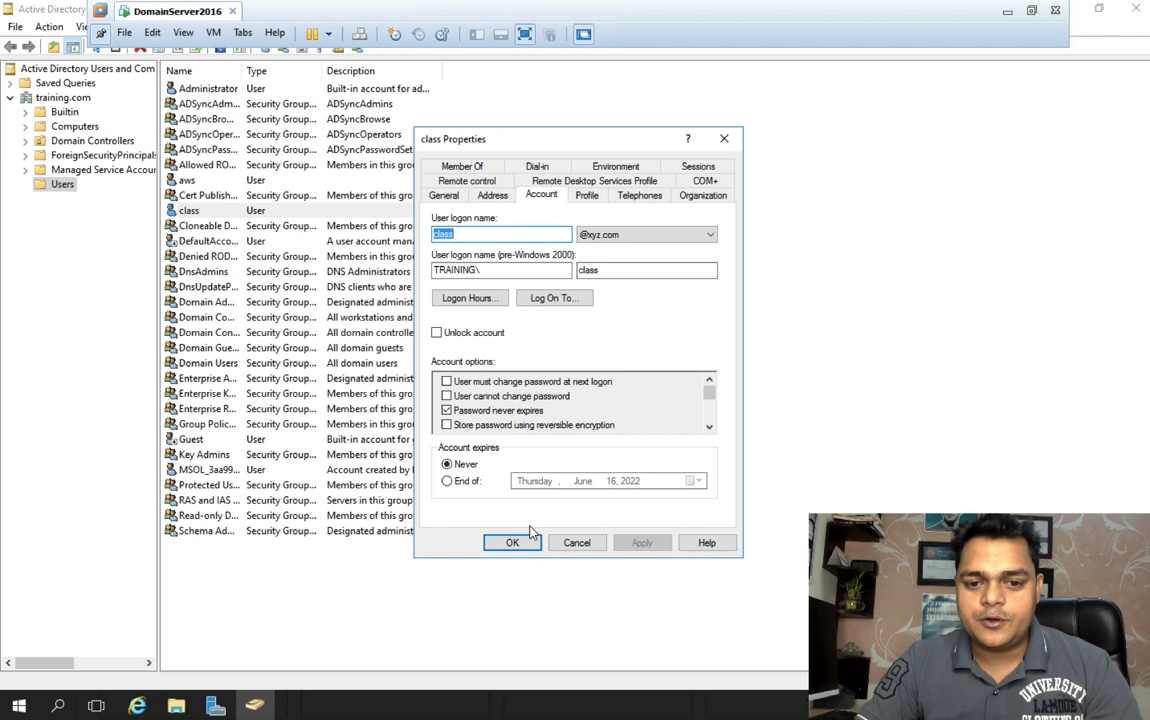 Active Directory
DomainServer2016
File Action Vi
File Edit View VM Tabs Help
Active Directory Users and Com
Saved Queries
training.com
Builtin
Computers
Domain Controllers
ForeignSecurityPrincipals
Managed Service Accour
Users
Name Type Description
Administrator User Built-in account for ad...
ADSyncAdm... Security Group... ADSyncAdmins
ADSyncBro... Security Group... ADSyncBrowse
ADSyncOper... Security Group... ADSyncOperators
ADSyncPass... Security Group... ADSyncPasswordSet
Allowed RO... Security Group... Members in this gro
aws User
Cert Publish... Security Group... Members of this gro
class User
Cloneable D... Security Group... Members of this gro
DefaultAcco... User A user account mana
Denied ROD... Security Group... Members in this gro
DnsAdmins Security Group... DNS Administrators
DnsUpdateP... Security Group... DNS clients who are
Domain Ad... Security Group... Designated administ
Domain Co... Security Group... All workstations and
Domain Con... Security Group... All domain controlle
Domain Gue... Security Group... All domain guests
Domain Users Security Group... All domain users
Enterprise A... Security Group... Designated administ
Enterprise K... Security Group... Members of this gro
Enterprise R... Security Group... Members of this gro
Group Polic... Security Group... Members in this gro
Guest User Built-in account for
Key Admins Security Group... Members of this gro
MSOL_3aa99... User Account created by
Protected Us... Security Group... Members of this gro
RAS and IAS ... Security Group... Servers in this group
Read-only D... Security Group... Members of this gro
Schema Ad... Security Group... Designated administ
class Properties ?
Member Of Dial-in Environment Sessions
Remote control Remote Desktop Services Profile COM+
General Address Account Profile Telephones Organization
User logon name:
class @xyz.com
User logon name (pre-Windows 2000):
TRAINING\ class
Logon Hours... Log On To...
Unlock account
Account options:
User must change password at next logon
User cannot change password
Password never expires
Store password using reversible encryption
Account expires
Never
End of: Thursday , June 16, 2022
OK Cancel Apply Help
UNIVERSITY
LA-MODE